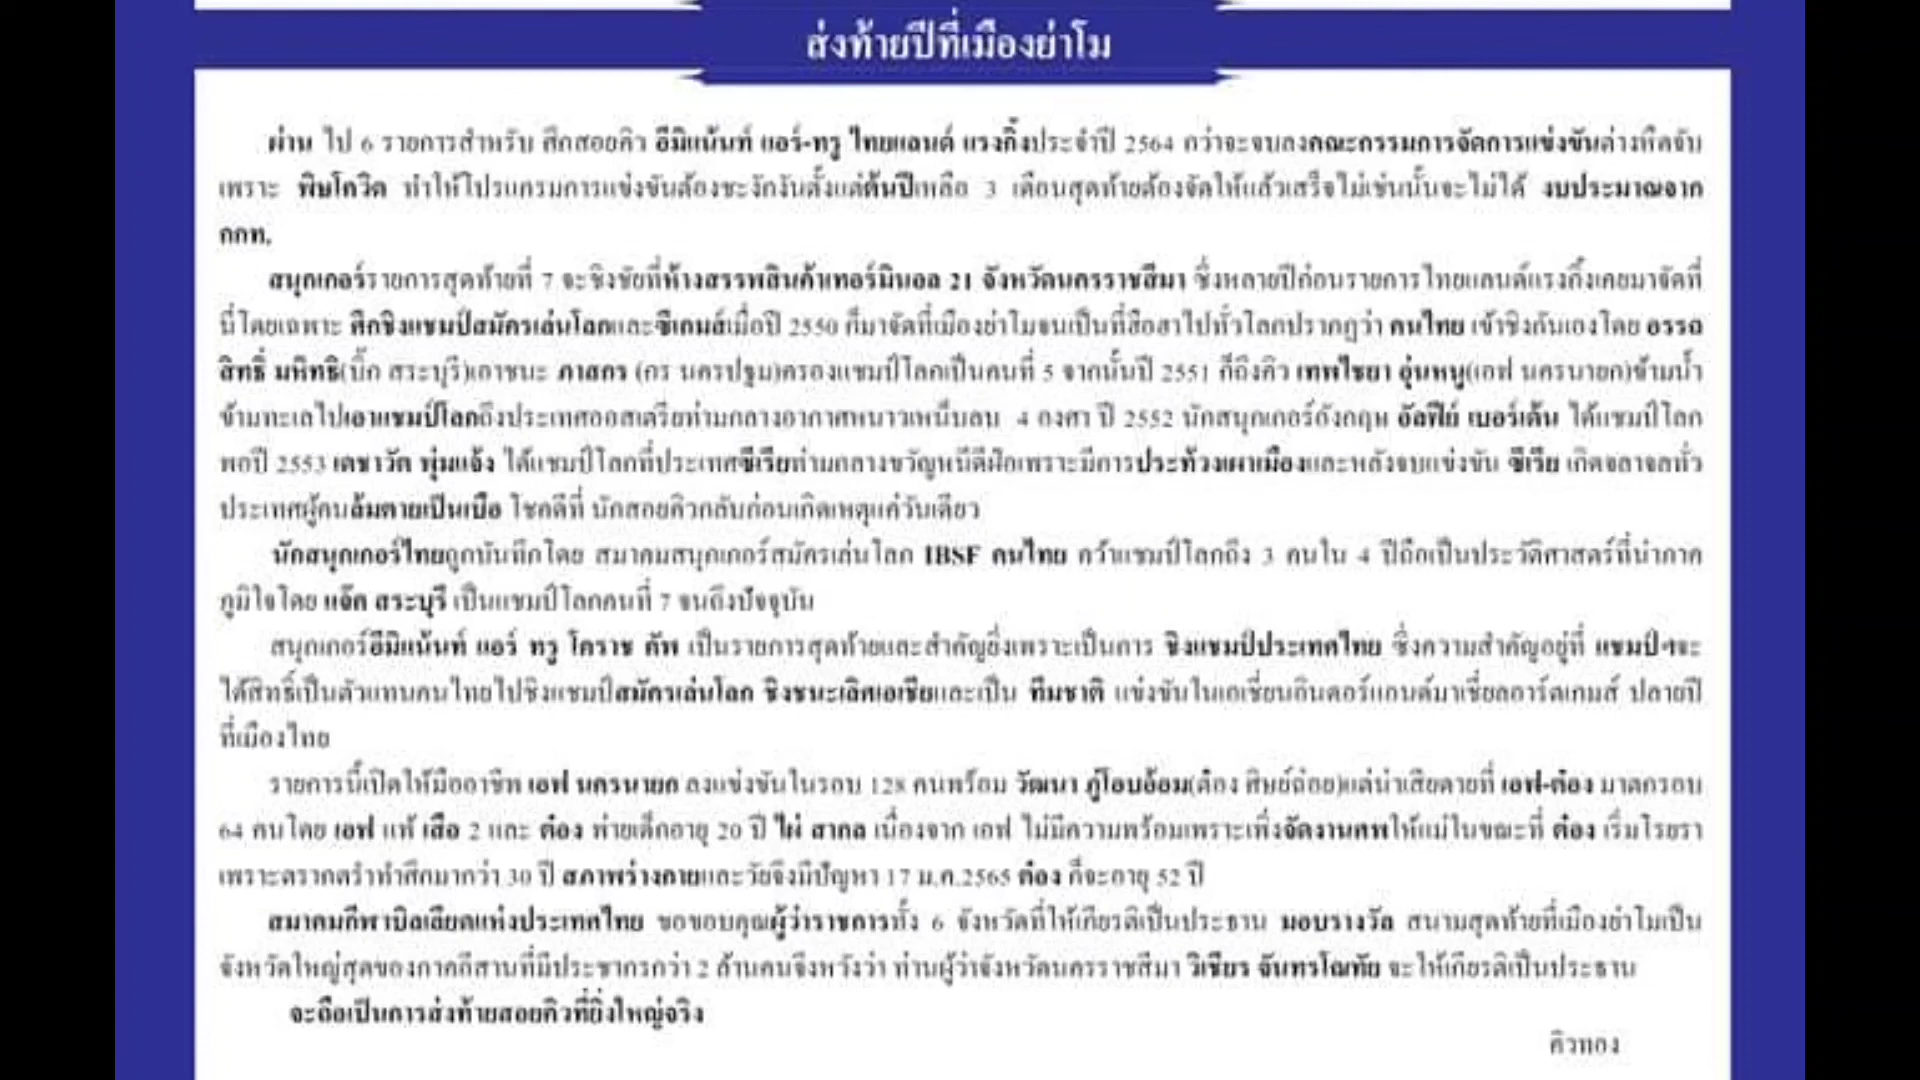 ส่งท้ายปีที่เมืองย่าโม
ผ่าน ไป 6 รายการสำหรับ ศึกสอยคิว อีมิแน้นท์ แอร์-ทรู ไทยแลนด์ แรงกิ้งประจำปี 2564 กว่าจะจบลงคณะกรรมการจัดการแข่งขันต่างหืดจับ
เพราะ พิษโควิด ทำให้โปรแกรมการแข่งขันต้องชะงักงันตั้งแต่ต้นปีเหลือ 3 เดือนสุดท้ายต้องจัดให้แล้วเสร็จไม่เช่นนั้นจะไม่ได้ งบประมาณจาก
กกท.
สนุกเกอร์รายการสุดท้ายที่ 7 จะชิงชัยที่ห้างสรรพสินค้าเทอร์มินอล 21 จังหวัดนครราชสีมา ซึ่งหลายปีก่อนรายการไทยแลนด์แรงกิ้งเคยมาจัดที่
นี่โดยเฉพาะ ศึกชิงแชมป์สมัครเล่นโลกและซีเกมส์เมื่อปี 2550 ก็มาจัดที่เมืองย่าโมจนเป็นที่ลือฮาไปทั่วโลกปรากฏว่า คนไทย เข้าชิงกันเองโดย อรรถ
สิทธิ์ มหิทธิ(บิ๊ก สระบุรี)เอาชนะ ภาสกร (กร นครปฐม)ครองแชมป์โลกเป็นคนที่ 5 จากนั้นปี 2551 ก็ถึงคิว เทพไชยา อุ่นหนู(เอฟ นครนายก)ข้ามน้ำ
ข้ามทะเลไปเอาแชมป์โลกถึงประเทศออสเตรียท่ามกลางอากาศหนาวเหน็บลบ 4 องศา ปี 2552 นักสนุกเกอร์อังกฤษ อัลฟีย์ เบอร์เด้น ได้แชมป์โลก
พอปี 2553 เดชาวัต พุ่มแจ้ง ได้แชมป์โลกที่ประเทศซีเรียท่ามกลางขวัญหนีดีฝ่อเพราะมีการประท้วงเผาเมืองและหลังจบแข่งขัน ซีเรีย เกิดจลาจลทั่ว
ประเทศผู้คนล้มตายเป็นเบือ โชคดีที่ นักสอยคิวกลับก่อนเกิดเหตุแค่วันเดียว
นักสนุกเกอร์ไทยถูกบันทึกโดย สมาคมสนุกเกอร์สมัครเล่นโลก IBSF คนไทย คว้าแชมป์โลกถึง 3 คนใน 4 ปีถือเป็นประวัติศาสตร์ที่น่าภาค
ภูมิใจโดย แจ๊ค สระบุรี เป็นแชมป์โลกคนที่ 7 จนถึงปัจจุบัน
สนุกเกอร์อีมิแน้นท์ แอร์ ทรู โคราช คัพ เป็นรายการสุดท้ายและสำคัญยิ่งเพราะเป็นการ ชิงแชมป์ประเทศไทย ซึ่งความสำคัญอยู่ที่ แชมป์ฯจะ
ได้สิทธิ์เป็นตัวแทนคนไทยไปชิงแชมป์สมัครเล่นโลก ชิงชนะเลิศเอเชียและเป็น ทีมชาติ แข่งขันในเอเชี่ยนอินดอร์แอนด์มาเชี่ยลอาร์ตเกมส์ ปลายปี
ที่เมืองไทย
รายการนี้เปิดให้มืออาชีพ เอฟ นครนายก ลงแข่งขันในรอบ 128 คนพร้อม วัฒนา ภู่โอบอ้อม(ต๋อง ศิษย์ฉ่อย)แต่น่าเสียดายที่ เอฟ-ต๋อง มาตกรอบ
64 คนโดย เอฟ แพ้ เสือ 2 และ ต๋อง พ่ายเด็กอายุ 20 ปี ไผ่ สากล เนื่องจาก เอฟ ไม่มีความพร้อมเพราะเพิ่งจัดงานศพให้แม่ในขณะที่ ต๋อง เริ่มโรยรา
เพราะตรากตรำทำศึกมากว่า 30 ปี สภาพร่างกายและวัยจึงมีปัญหา 17 ม.ค.2565 ต๋อง ก็จะอายุ 52 ปี
สมาคมกีฬาบิลเลียดแห่งประเทศไทย ขอขอบคุณผู้ว่าราชการทั้ง 6 จังหวัดที่ให้เกียรติเป็นประธาน มอบรางวัล สนามสุดท้ายที่เมืองย่าโมเป็น
จังหวัดใหญ่สุดของภาคอีสานที่มีประชากรกว่า 2 ล้านคนจึงหวังว่า ท่านผู้ว่าจังหวัดนครราชสีมา วิเชียร จันทรโณทัย จะให้เกียรติเป็นประธาน
จะถือเป็นการส่งท้ายสอยคิวที่ยิ่งใหญ่จริง
คิวทอง